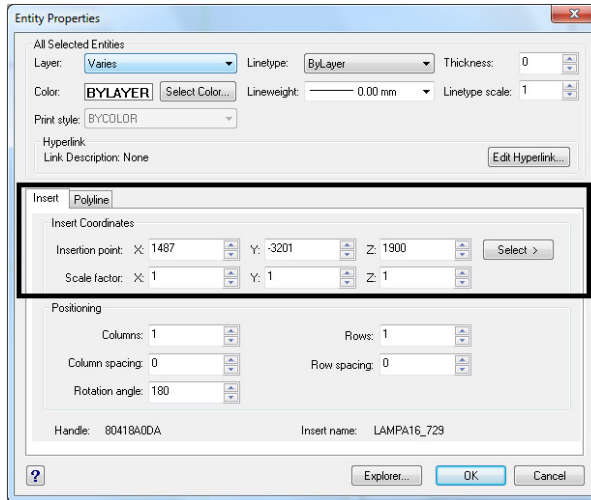 Entity Properties
All Selected Entities
Layer: Varies Linetype: ByLayer Thickness: 0
Color: BYLAYER Select Color... Lineweight: 0.00 mm Linetype scale: 1
Print style: BYCOLOR
Hyperlink
Link Description: None Edit Hyperlink...
Insert Polyline
Insert Coordinates
Insertion point: X: 1487 Y: -3201 Z: 1900 Select >
Scale factor: X: 1 Y: 1 Z: 1
Positioning
Columns: 1 Rows: 1
Column spacing: 0 Row spacing: 0
Rotation angle: 180
Handle: 80418A0DA Insert name: LAMPA16_729
? Explorer... OK Cancel